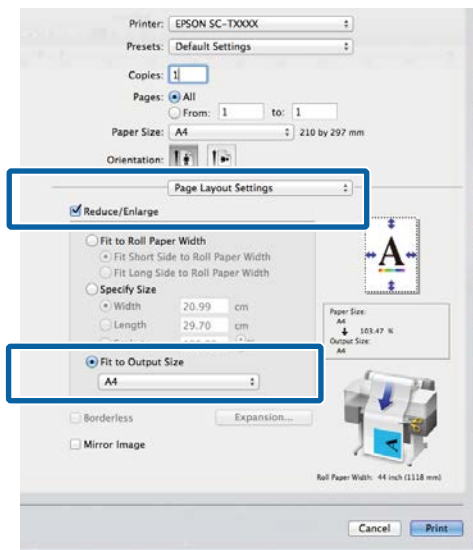 Printer: EPSON SC-TXXXX
Presets: Default Settings
Copies: 1
Pages: All
From: 1 to: 1
Paper Size: A4 210 by 297 mm
Orientation:
Page Layout Settings
Reduce/Enlarge
Fit to Roll Paper Width
Fit Short Side to Roll Paper Width
Fit Long Side to Roll Paper Width
Specify Size
Width 20.99 cm
Length 29.70 cm
Fit to Output Size
A4
Borderless Expansion...
Mirror Image
A
Paper Size:
A4
103.47 %
Output Size:
A4
A
Roll Paper Width: 44 inch (1118 mm)
Cancel Print